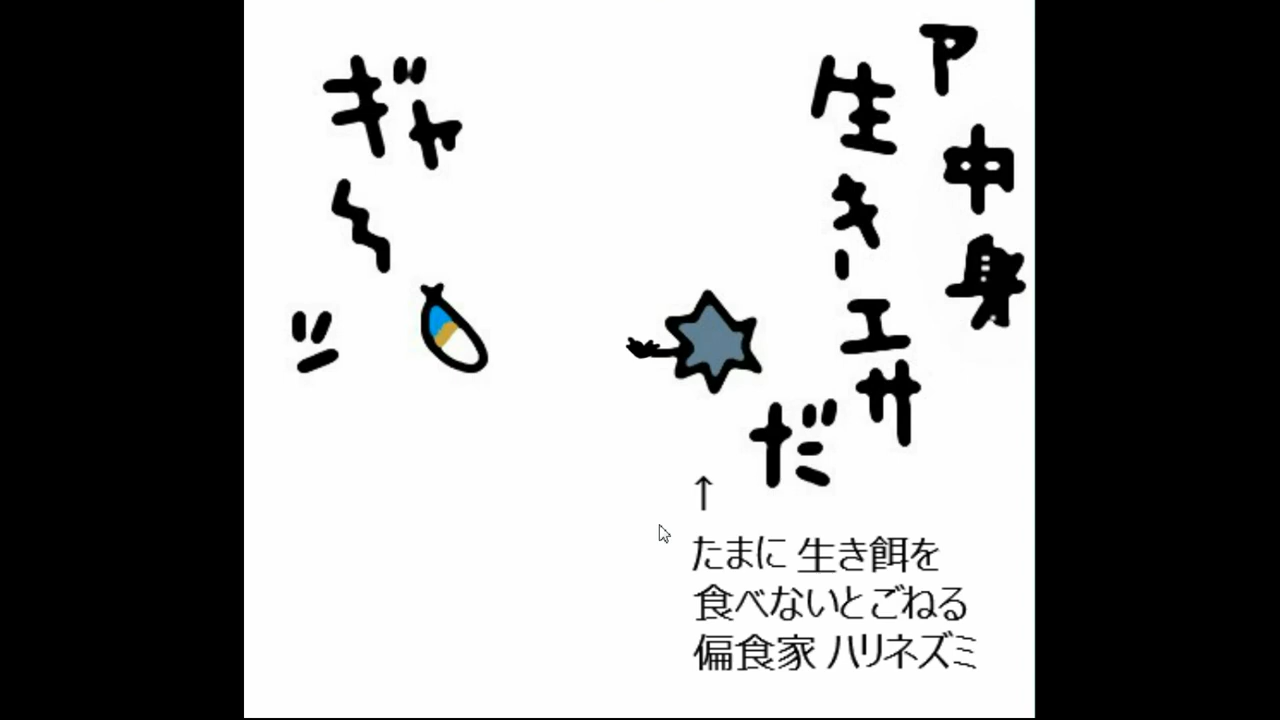 ア
中身
生きーエサ
だ
ギャ
〜
ッ
↑
たまに 生き餌を
食べないとごねる
偏食家 ハリネズミ